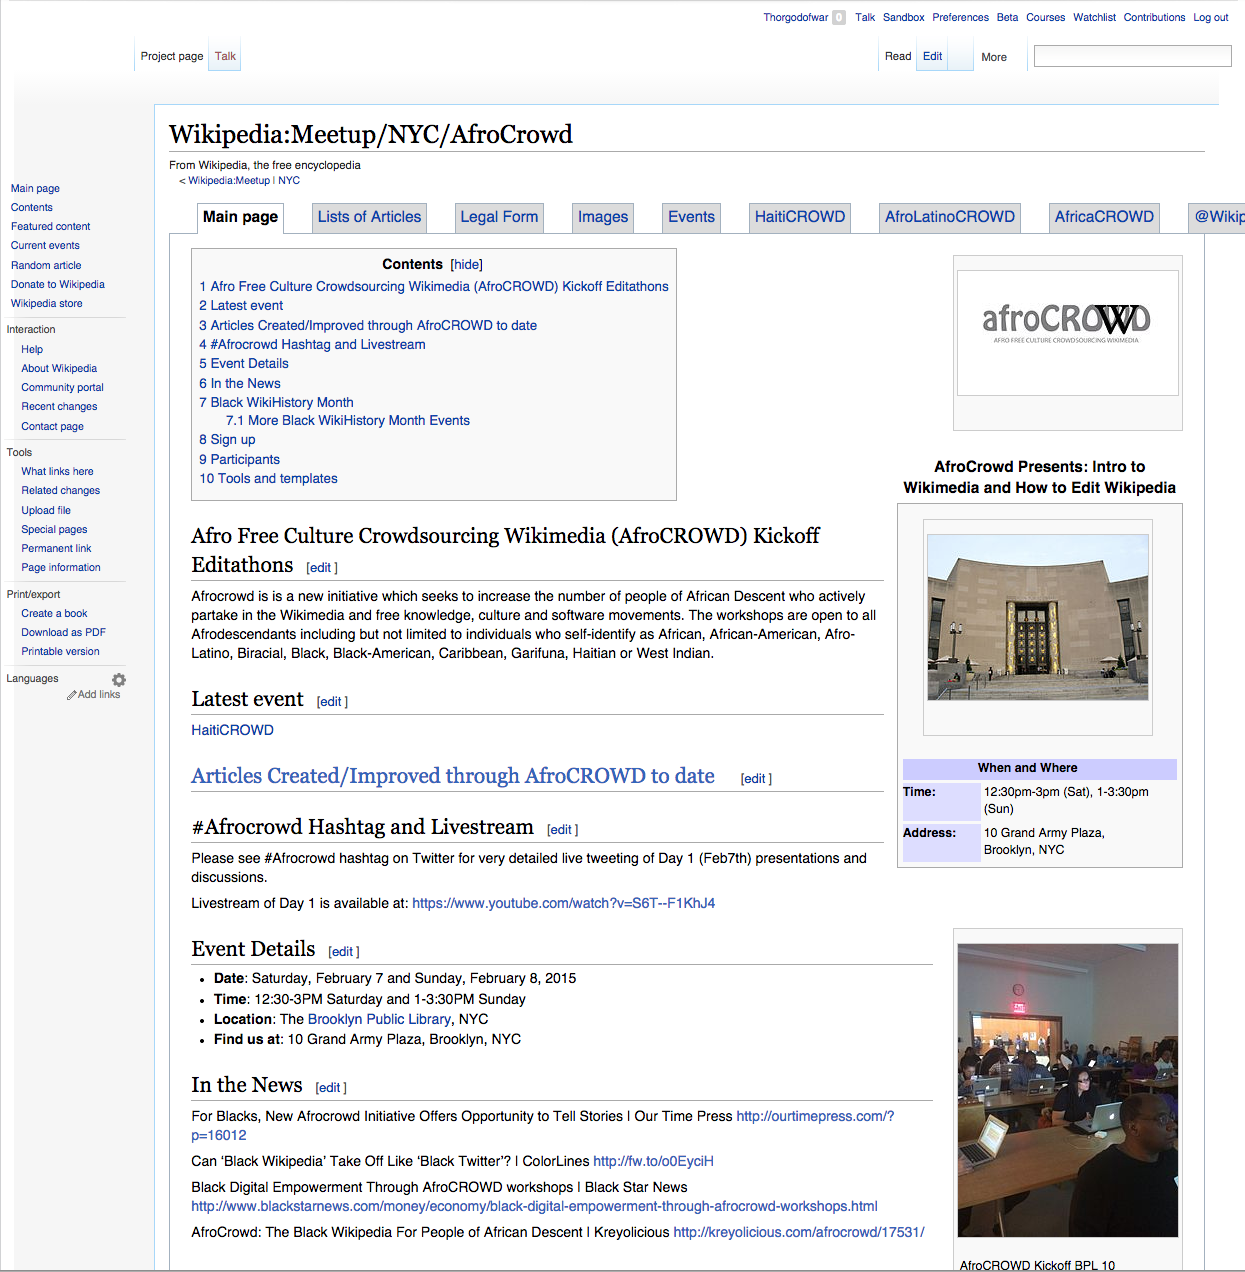 Thorgodofwar 0 Talk Sandbox Preferences Beta Courses Watchlist Contributions Log out
Project page Talk
Read Edit More
Wikipedia:Meetup/NYC/AfroCrowd
From Wikipedia, the free encyclopedia
< Wikipedia:Meetup | NYC
Main page
Contents
Featured content
Current events
Random article
Donate to Wikipedia
Wikipedia store
Interaction
Help
About Wikipedia
Community portal
Recent changes
Contact page
Tools
What links here
Related changes
Upload file
Special pages
Permanent link
Page information
Print/export
Create a book
Download as PDF
Printable version
Languages
Add links
Main page Lists of Articles Legal Form Images Events HaitiCROWD AfroLatinoCROWD AfricaCROWD @Wikip
Contents [hide]
1 Afro Free Culture Crowdsourcing Wikimedia (AfroCROWD) Kickoff Editathons
2 Latest event
3 Articles Created/Improved through AfroCROWD to date
4 #Afrocrowd Hashtag and Livestream
5 Event Details
6 In the News
7 Black WikiHistory Month
7.1 More Black WikiHistory Month Events
8 Sign up
9 Participants
10 Tools and templates
afroCROWD
AFRO FREE CULTURE CROWDSOURCING WIKIMEDIA
AfroCrowd Presents: Intro to
Wikimedia and How to Edit Wikipedia
When and Where
Time: 12:30pm-3pm (Sat), 1-3:30pm
(Sun)
Address: 10 Grand Army Plaza,
Brooklyn, NYC
Afro Free Culture Crowdsourcing Wikimedia (AfroCROWD) Kickoff
Editathons [edit ]
Afrocrowd is is a new initiative which seeks to increase the number of people of African Descent who actively
partake in the Wikimedia and free knowledge, culture and software movements. The workshops are open to all
Afrodescendants including but not limited to individuals who self-identify as African, African-American, Afro-
Latino, Biracial, Black, Black-American, Caribbean, Garifuna, Haitian or West Indian.
Latest event [edit ]
HaitiCROWD
Articles Created/Improved through AfroCROWD to date [edit ]
#Afrocrowd Hashtag and Livestream [edit ]
Please see #Afrocrowd hashtag on Twitter for very detailed live tweeting of Day 1 (Feb7th) presentations and
discussions.
Livestream of Day 1 is available at: https://www.youtube.com/watch?v=S6T--F1KhJ4
Event Details [edit ]
• Date: Saturday, February 7 and Sunday, February 8, 2015
• Time: 12:30-3PM Saturday and 1-3:30PM Sunday
• Location: The Brooklyn Public Library, NYC
• Find us at: 10 Grand Army Plaza, Brooklyn, NYC
In the News [edit ]
For Blacks, New Afrocrowd Initiative Offers Opportunity to Tell Stories | Our Time Press http://ourtimepress.com/?
p=16012
Can ‘Black Wikipedia’ Take Off Like ‘Black Twitter’? | ColorLines http://fw.to/o0EyciH
Black Digital Empowerment Through AfroCROWD workshops | Black Star News
http://www.blackstarnews.com/money/economy/black-digital-empowerment-through-afrocrowd-workshops.html
AfroCrowd: The Black Wikipedia For People of African Descent | Kreyolicious http://kreyolicious.com/afrocrowd/17531/
AfroCROWD Kickoff BPL 10